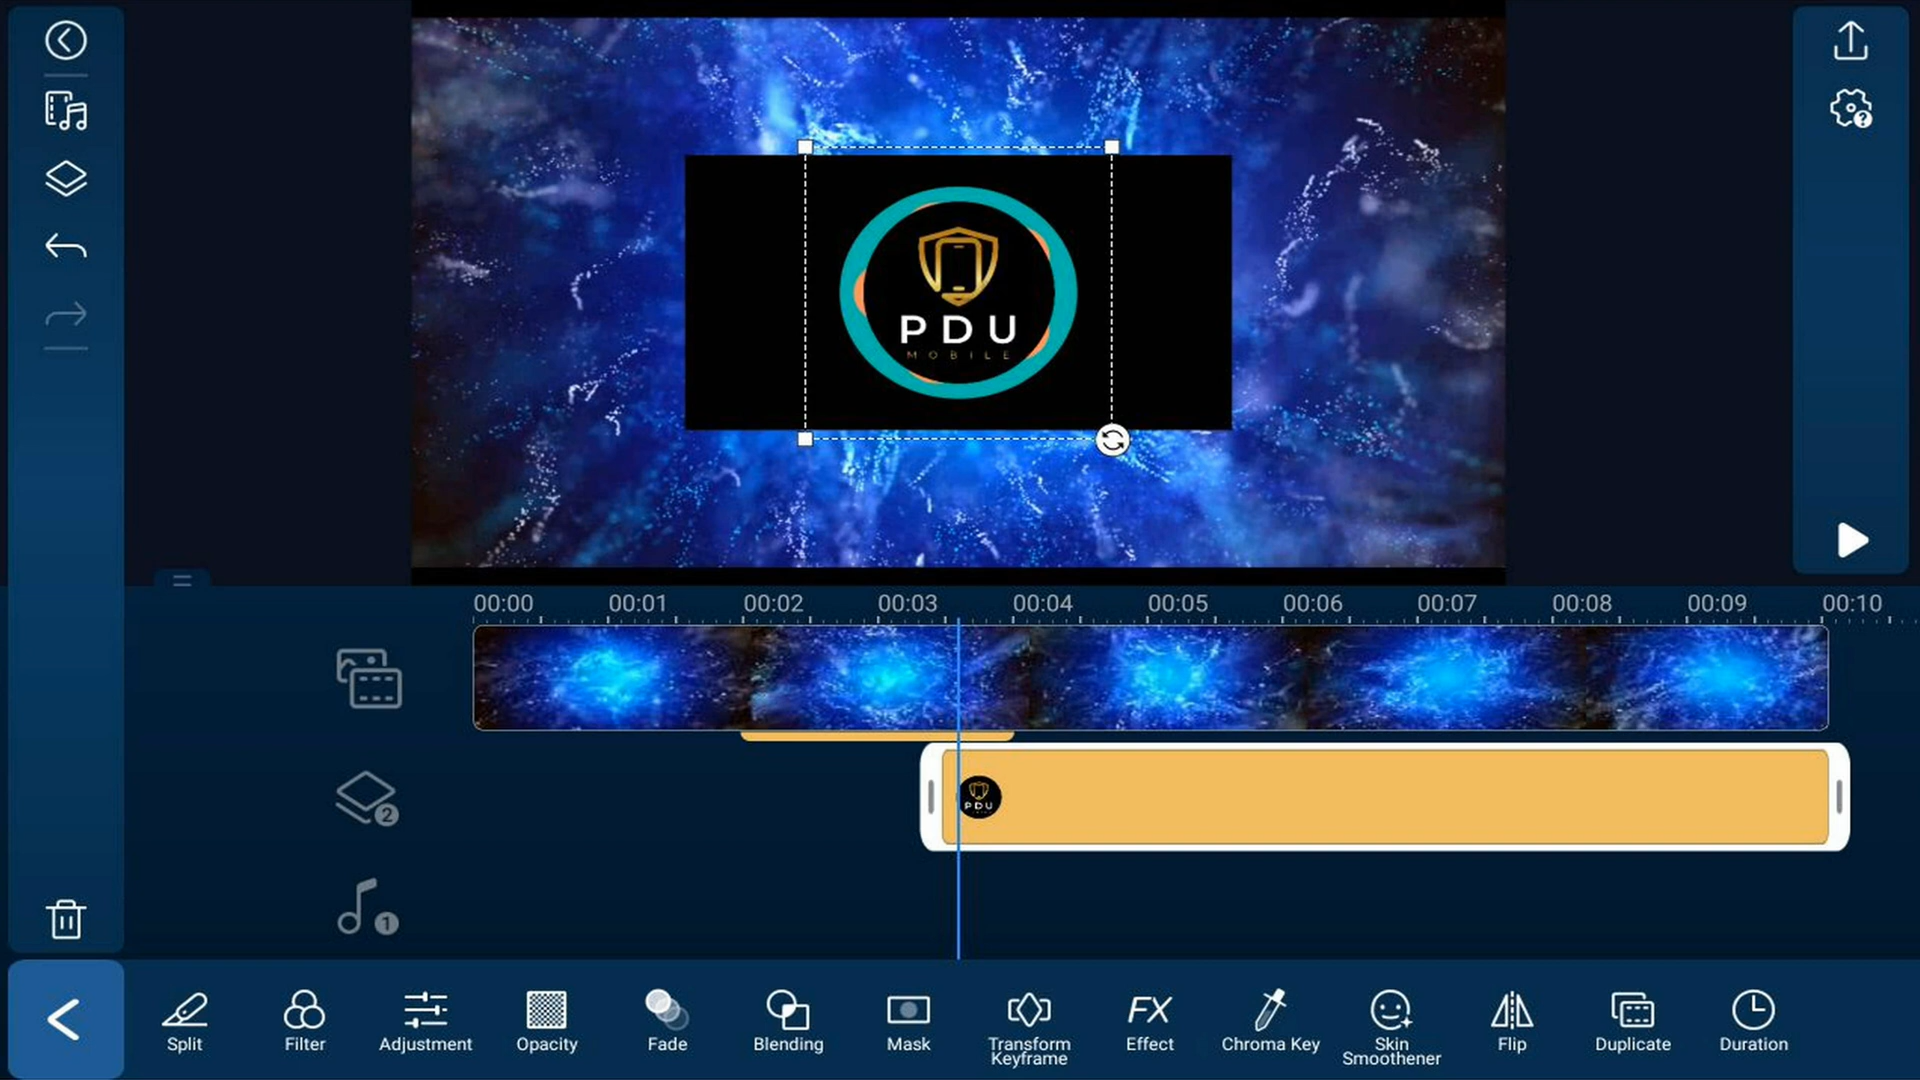 PDU
MOBILE
00:00 00:01 00:02 00:03 00:04 00:05 00:06 00:07 00:08 00:09 00:10
PDU
2
1
Split Filter Adjustment Opacity Fade Blending Mask Transform Keyframe Effect Chroma Key Skin Smoothener Flip Duplicate Duration